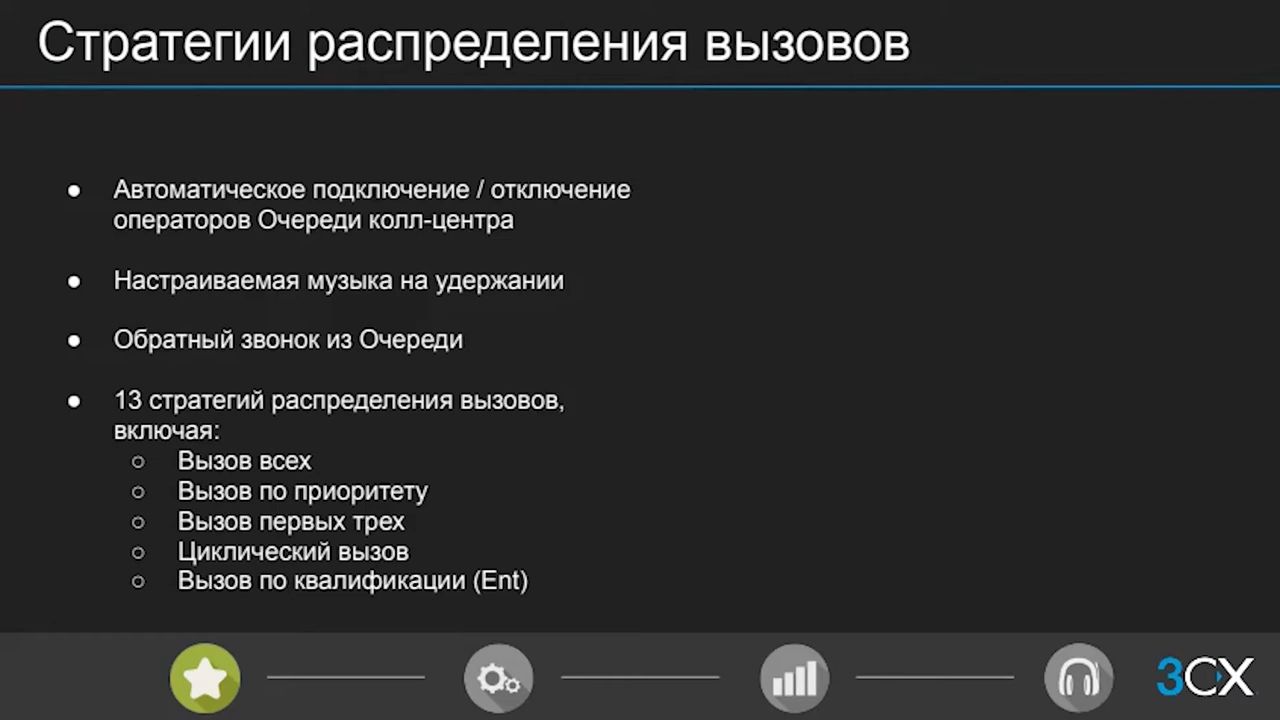 Стратегии распределения вызовов
● Автоматическое подключение / отключение
операторов Очереди колл-центра
● Настраиваемая музыка на удержании
● Обратный звонок из Очереди
● 13 стратегий распределения вызовов,
включая:
○ Вызов всех
○ Вызов по приоритету
○ Вызов первых трех
○ Циклический вызов
○ Вызов по квалификации (Ent)
3CX